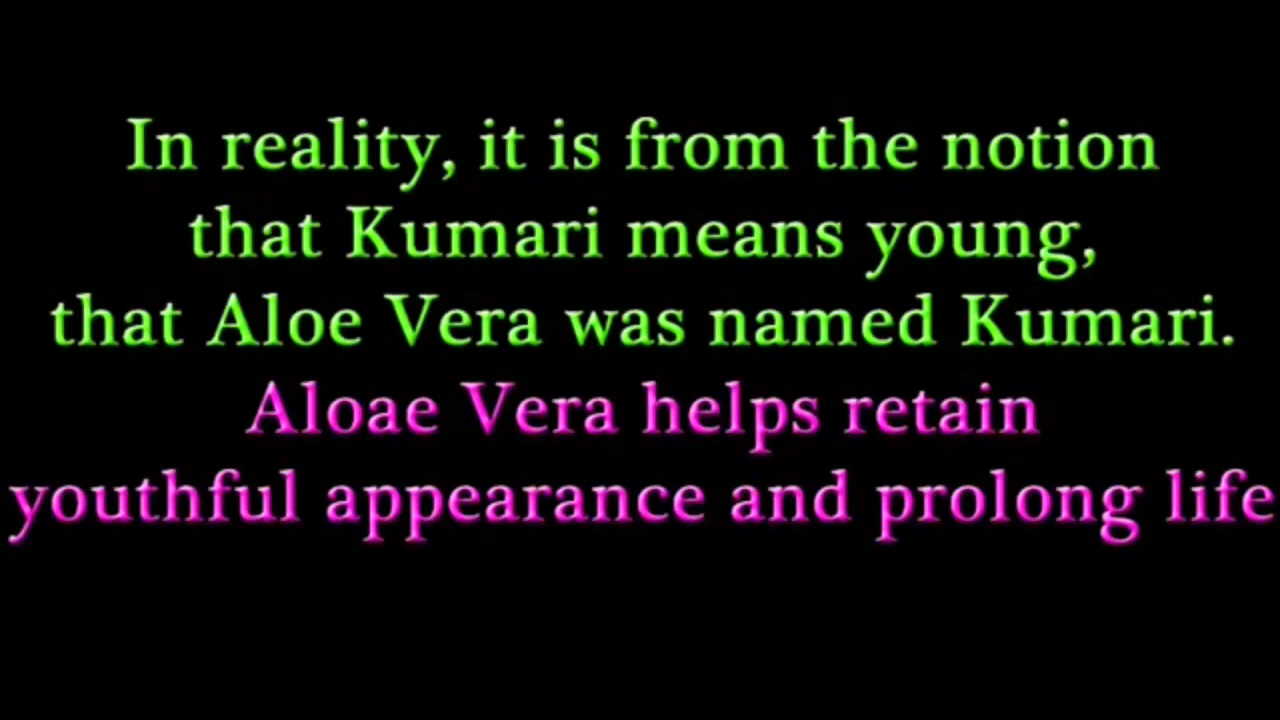 In reality, it is from the notion
that Kumari means young,
that Aloe Vera was named Kumari.
Aloae Vera helps retain
youthful appearance and prolong life